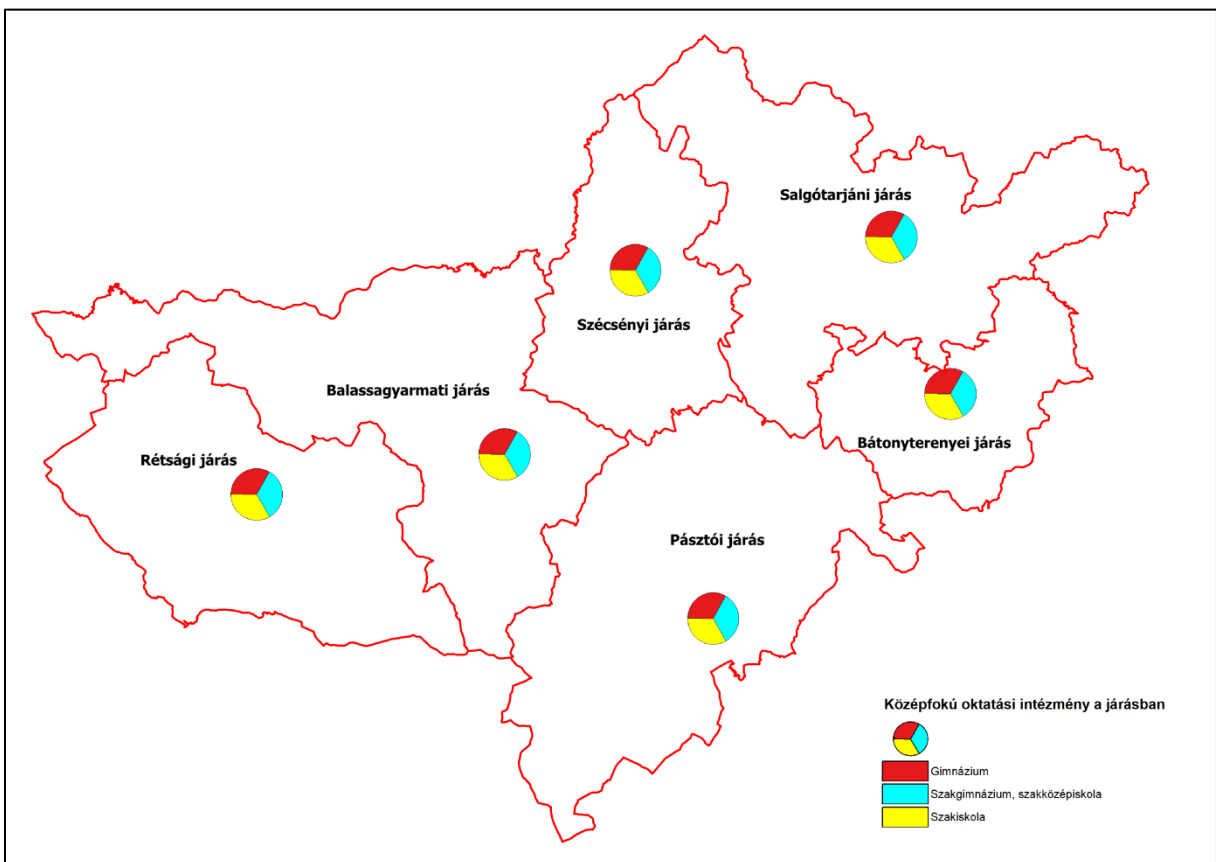 Salgótarjáni járás
Szécsényi járás
Balassagyarmati járás
Bátonyterenyei járás
Rétsági járás
Pásztói járás
Középfokú oktatási intézmény a járásban
Gimnázium
Szakgimnázium, szakközépiskola
Szakiskola